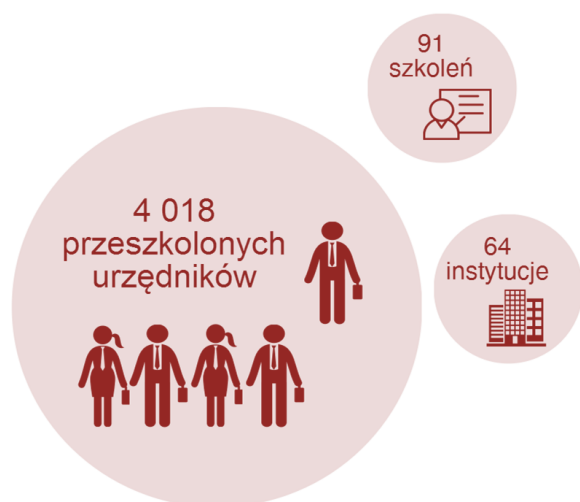 91
szkoleń
4 018
przeszkolonych
urzędników
64
instytucje